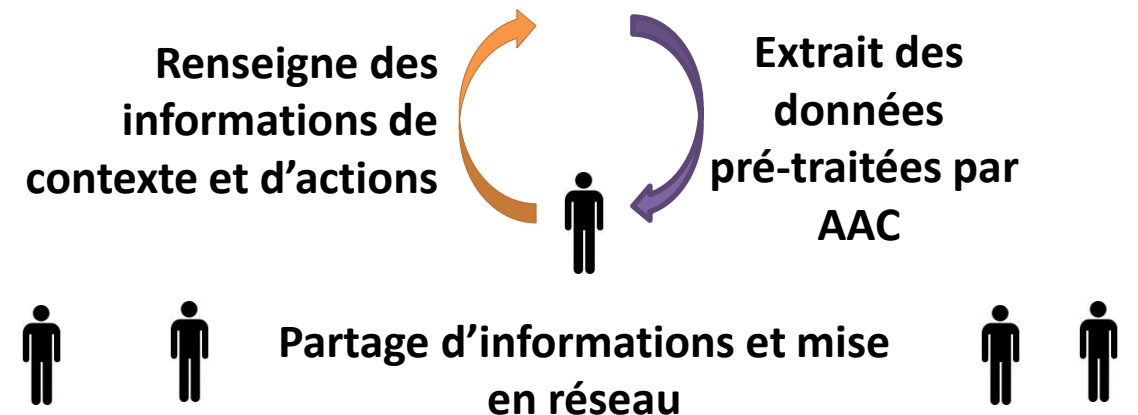 Renseigne des
informations de
contexte et d’actions
Extrait des
données
pré-traitées par
AAC
Partage d’informations et mise
en réseau